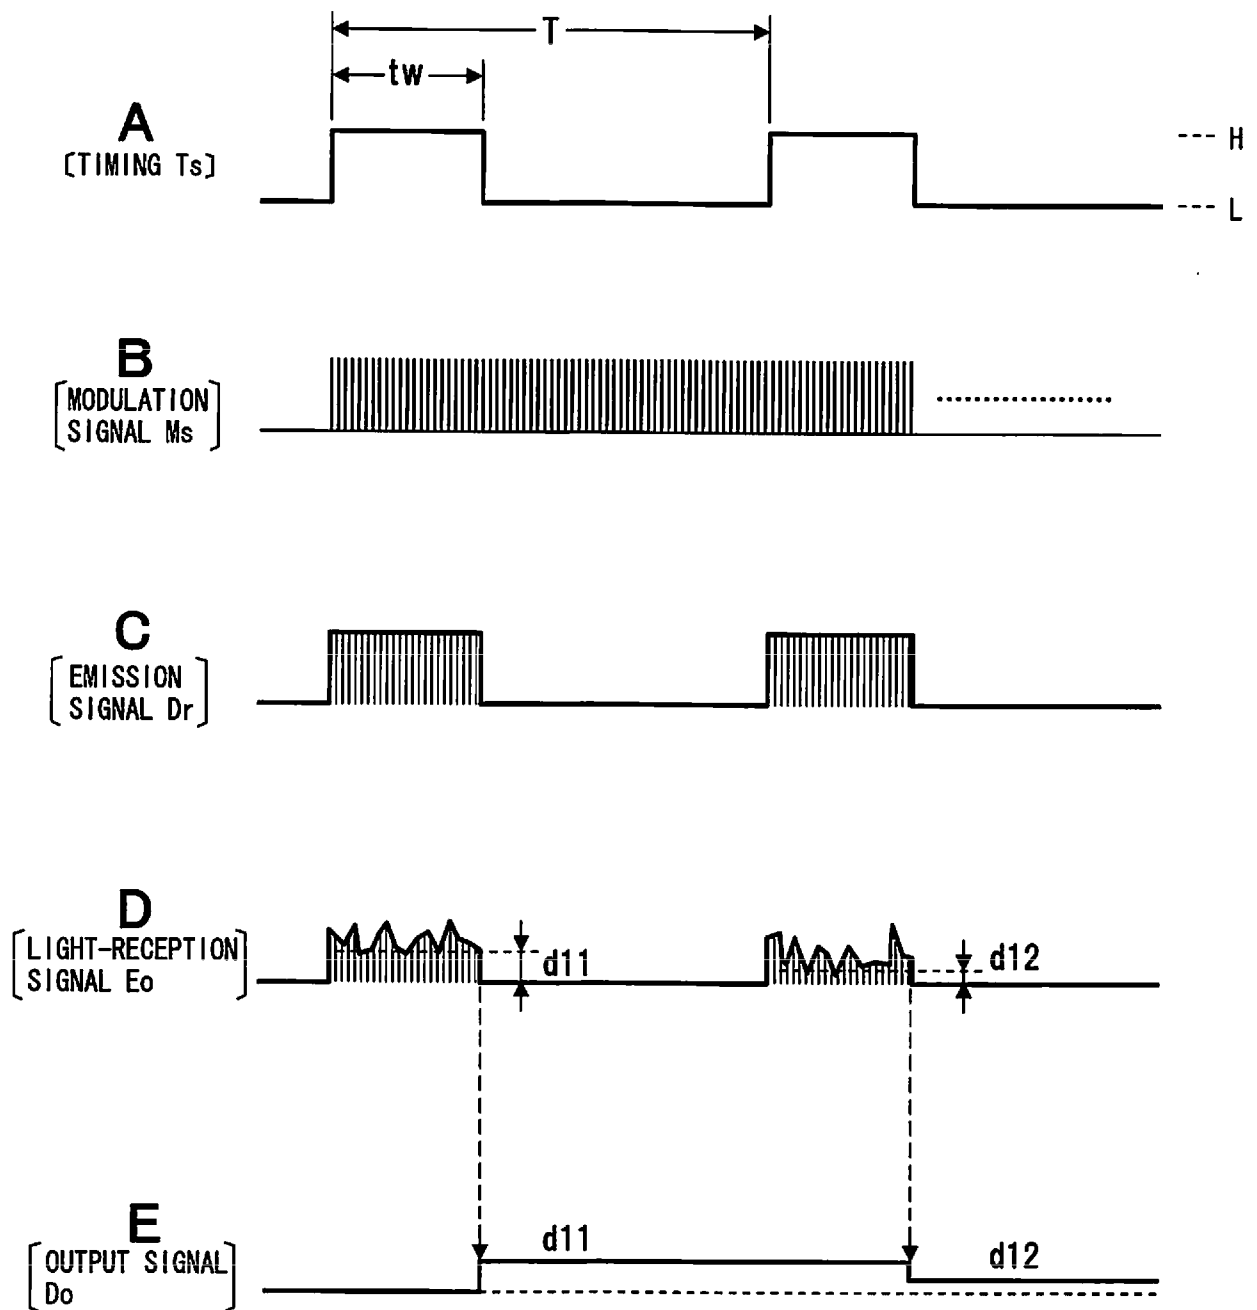 T
tw
A
[TIMING Ts]
H
L
B
[MODULATION
SIGNAL Ms]
C
[EMISSION
SIGNAL Dr]
D
[LIGHT-RECEPTION
SIGNAL Eo]
d11
d12
E
[OUTPUT SIGNAL
Do]
d11
d12